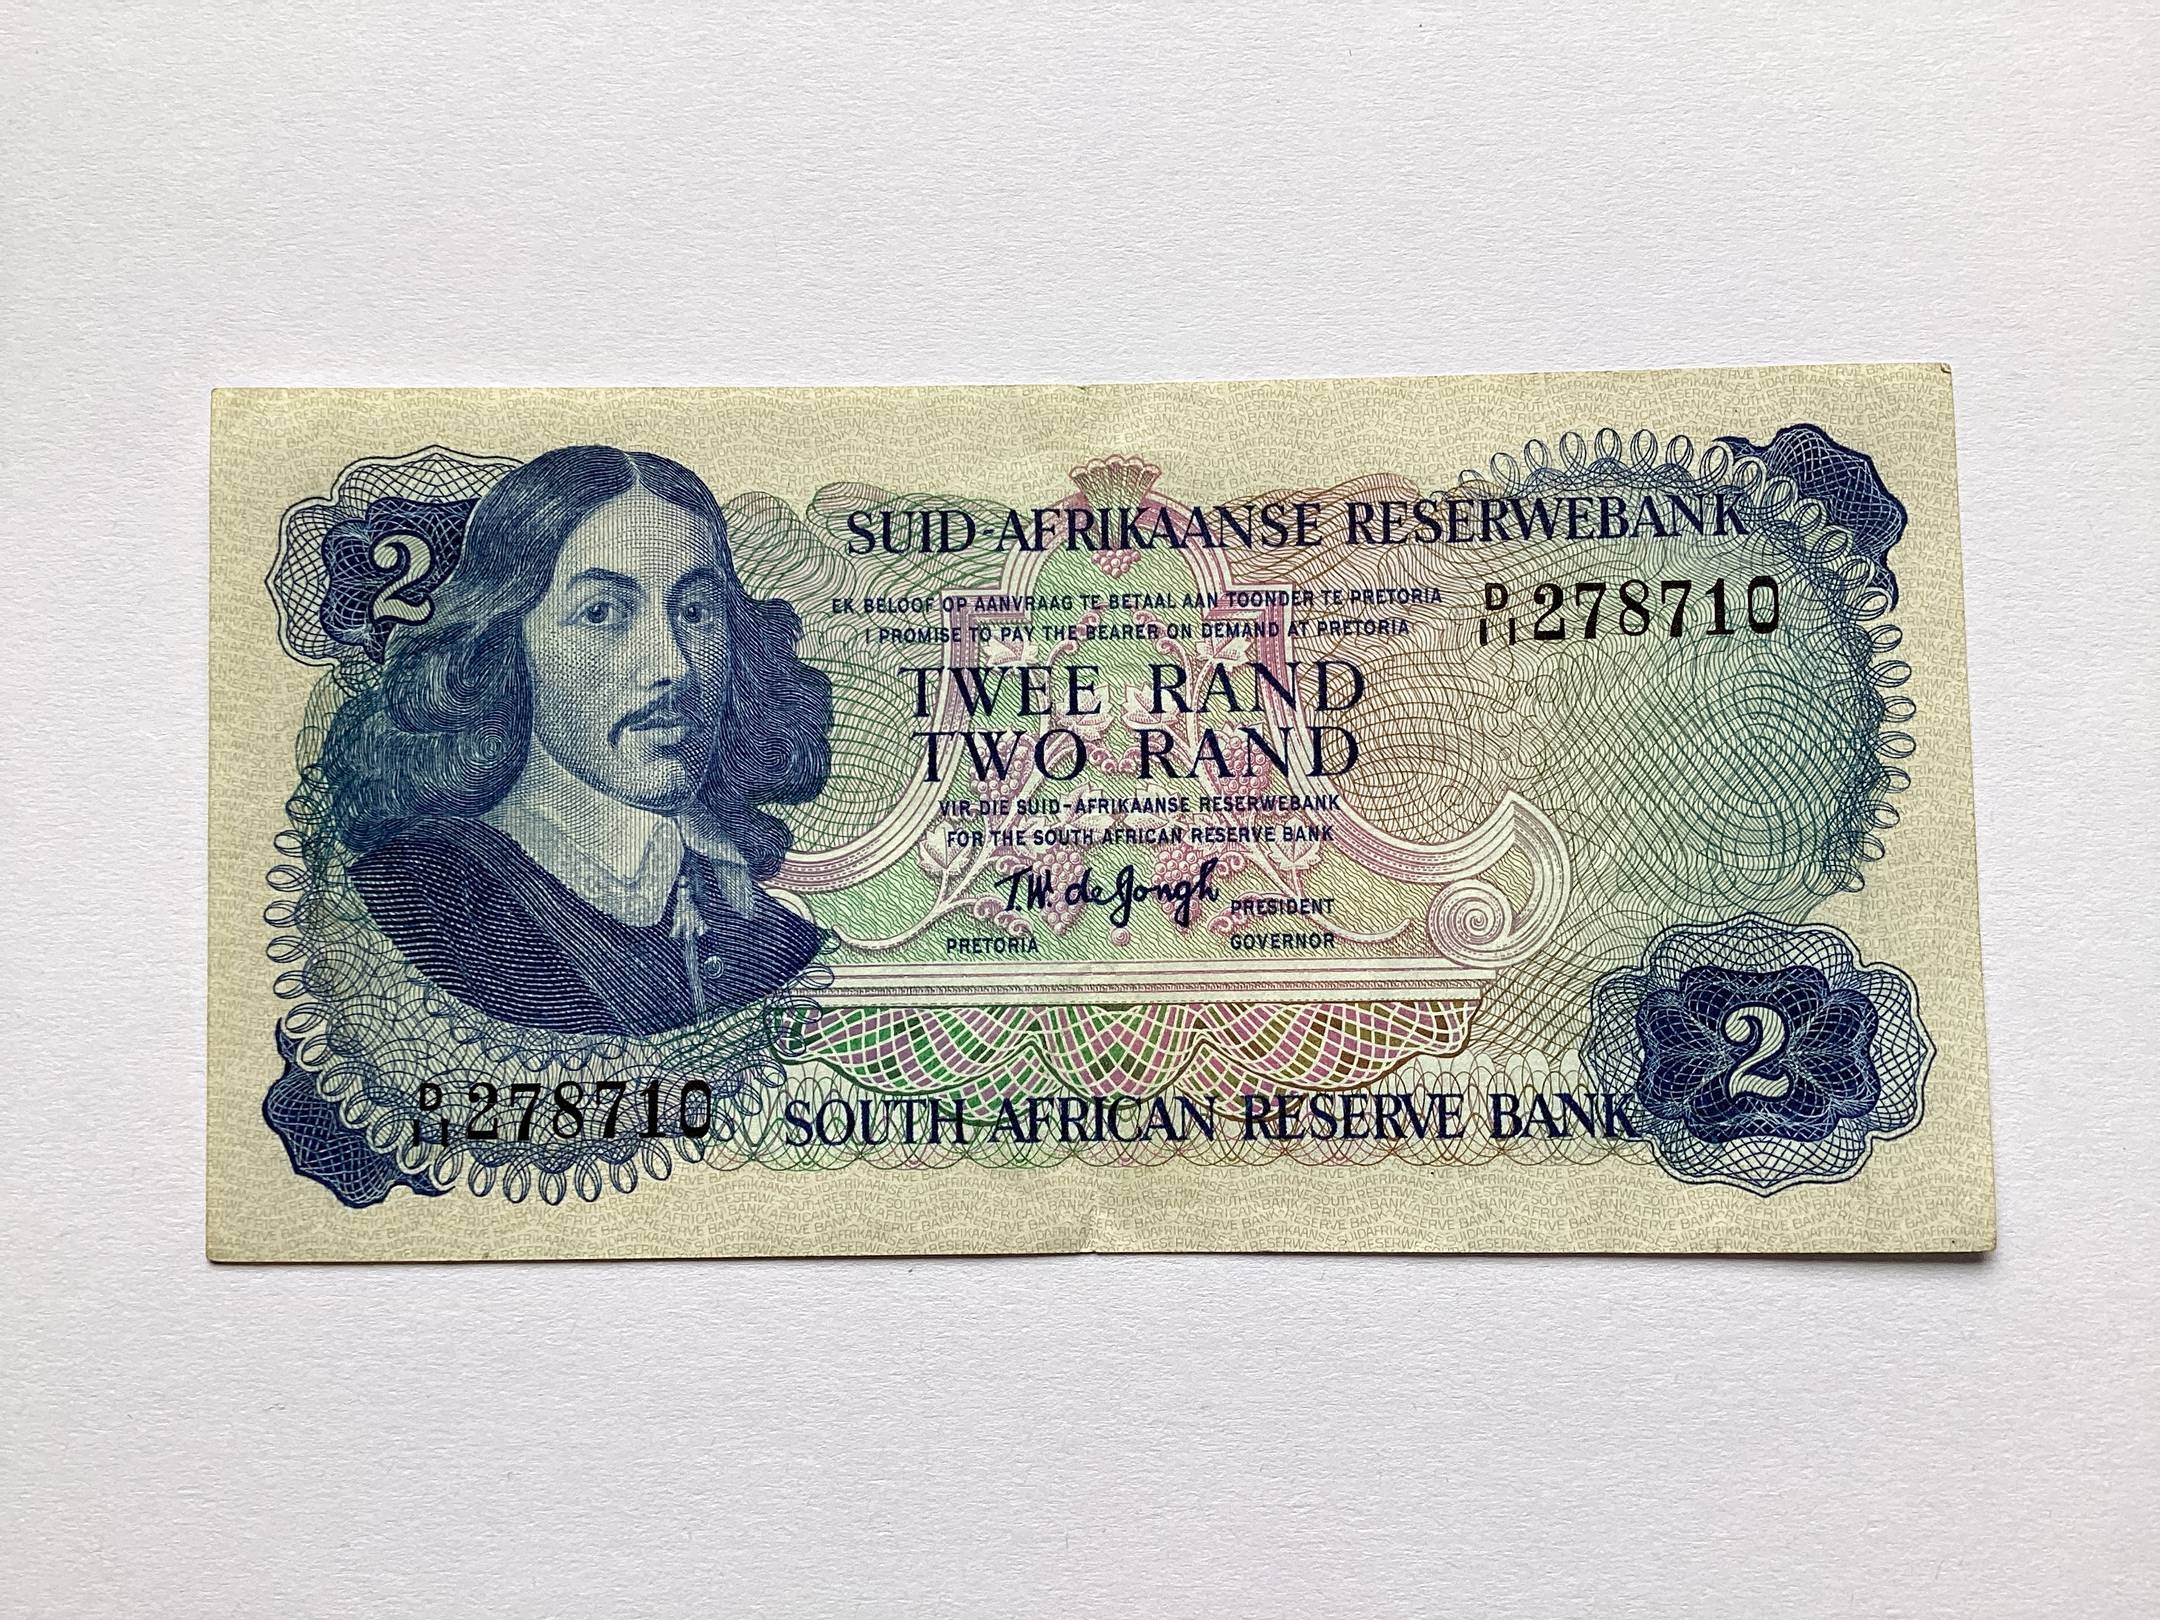 2
SUID-AFRIKAANSE RESERWEBANK
EK BELOOF OP AANVRAAG TE BETAAL AAN TOONDER TE PRETORIA
I PROMISE TO PAY THE BEARER ON DEMAND AT PRETORIA
D/11 278710
TWEE RAND
TWO RAND
VIR DIE SUID-AFRIKAANSE RESERWEBANK
FOR THE SOUTH AFRICAN RESERVE BANK
T.W. de Jongh
PRESIDENT
PRETORIA
GOVERNOR
D/11 278710
SOUTH AFRICAN RESERVE BANK
2